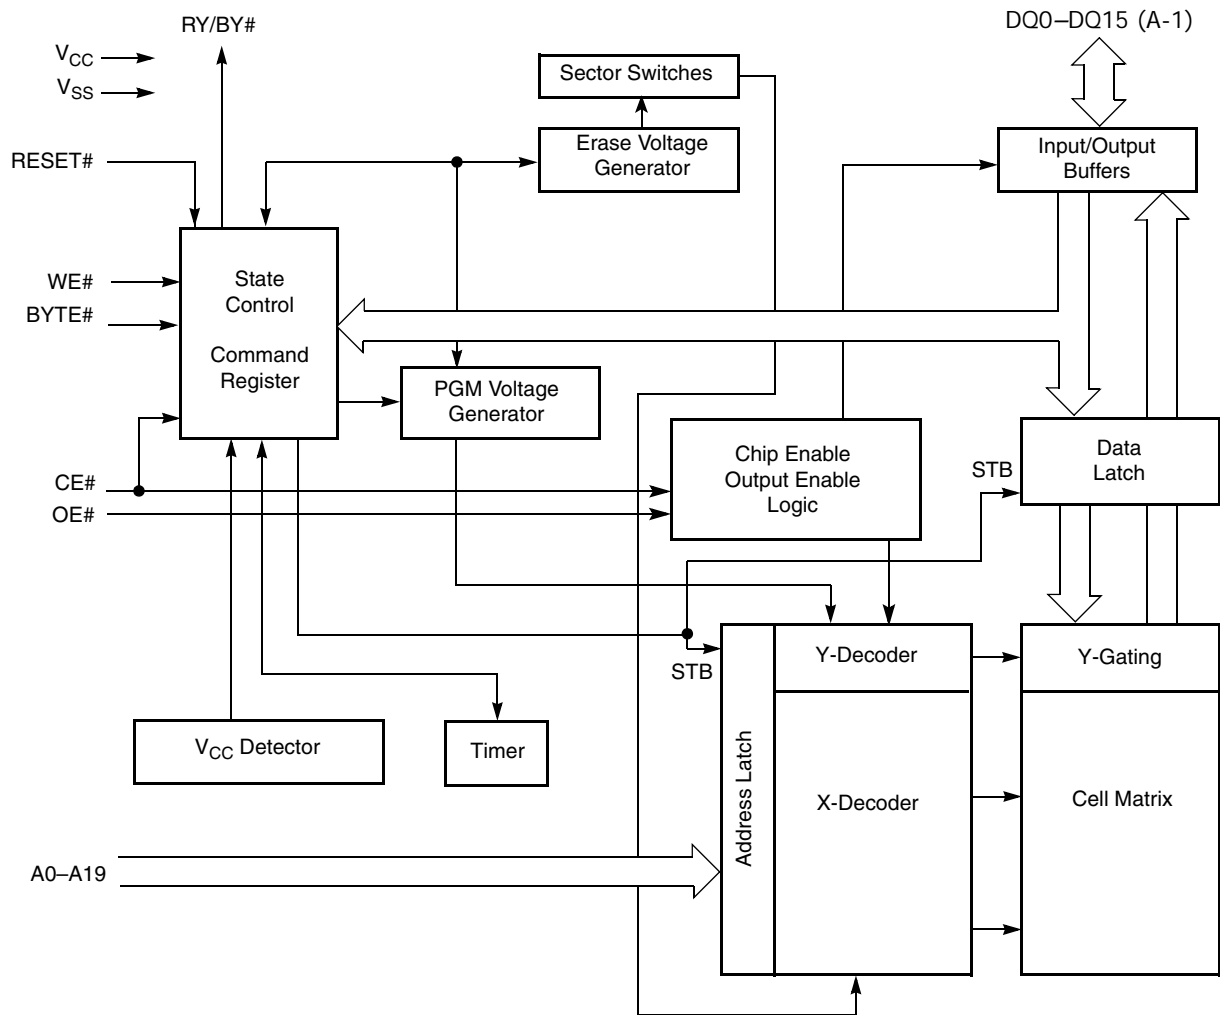 RY/BY#
DQ0–DQ15 (A-1)
VCC
VSS
Sector Switches
Erase Voltage
Generator
Input/Output
Buffers
RESET#
WE#
BYTE#
State
Control
Command
Register
PGM Voltage
Generator
Chip Enable
Output Enable
Logic
Data
Latch
STB
CE#
OE#
STB
Y-Decoder
Y-Gating
VCC Detector
Timer
Address Latch
X-Decoder
Cell Matrix
A0–A19